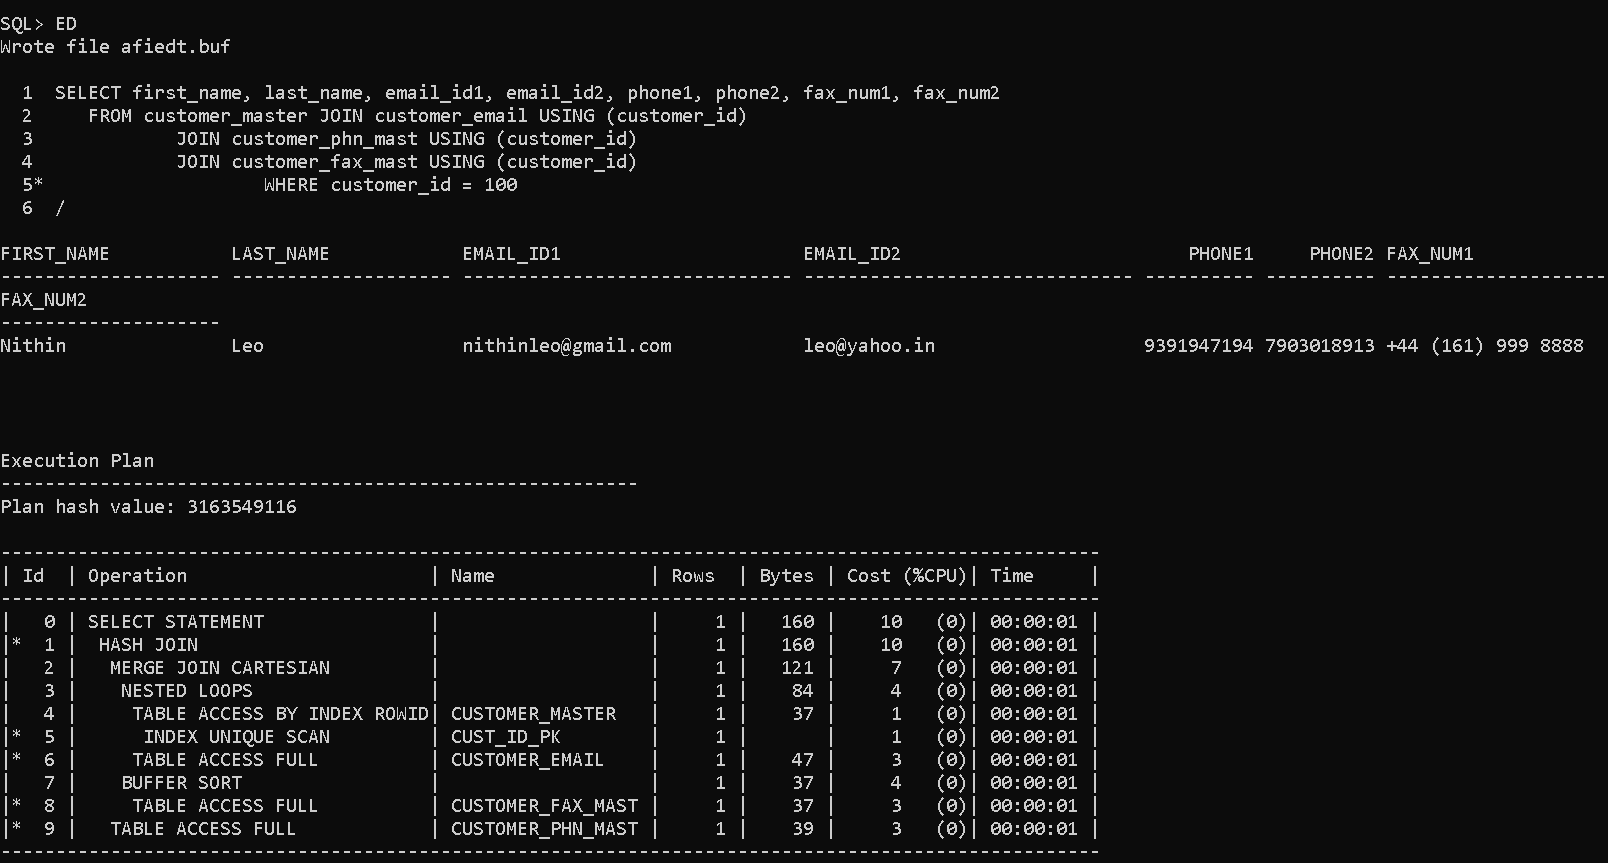 SQL> ED
Wrote file afiedt.buf

  1  SELECT first_name, last_name, email_id1, email_id2, phone1, phone2, fax_num1, fax_num2
  2     FROM customer_master JOIN customer_email USING (customer_id)
  3             JOIN customer_phn_mast USING (customer_id)
  4             JOIN customer_fax_mast USING (customer_id)
  5*                    WHERE customer_id = 100
  6  /

FIRST_NAME           LAST_NAME            EMAIL_ID1                      EMAIL_ID2                          PHONE1     PHONE2 FAX_NUM1
-------------------- -------------------- ------------------------------ ------------------------------ ---------- ---------- --------------------
FAX_NUM2
--------------------
Nithin               Leo                  nithinleo@gmail.com            leo@yahoo.in                   9391947194 7903018913 +44 (161) 999 8888

Execution Plan
----------------------------------------------------------
Plan hash value: 3163549116

----------------------------------------------------------------------------------------------------
| Id  | Operation                      | Name              | Rows  | Bytes | Cost (%CPU)| Time     |
----------------------------------------------------------------------------------------------------
|   0 | SELECT STATEMENT               |                   |     1 |   160 |    10   (0)| 00:00:01 |
|*  1 |  HASH JOIN                     |                   |     1 |   160 |    10   (0)| 00:00:01 |
|   2 |   MERGE JOIN CARTESIAN         |                   |     1 |   121 |     7   (0)| 00:00:01 |
|   3 |    NESTED LOOPS                |                   |     1 |    84 |     4   (0)| 00:00:01 |
|   4 |     TABLE ACCESS BY INDEX ROWID| CUSTOMER_MASTER   |     1 |    37 |     1   (0)| 00:00:01 |
|*  5 |      INDEX UNIQUE SCAN         | CUST_ID_PK        |     1 |       |     1   (0)| 00:00:01 |
|*  6 |     TABLE ACCESS FULL          | CUSTOMER_EMAIL    |     1 |    47 |     3   (0)| 00:00:01 |
|   7 |    BUFFER SORT                 |                   |     1 |    37 |     4   (0)| 00:00:01 |
|*  8 |     TABLE ACCESS FULL          | CUSTOMER_FAX_MAST |     1 |    37 |     3   (0)| 00:00:01 |
|*  9 |   TABLE ACCESS FULL            | CUSTOMER_PHN_MAST |     1 |    39 |     3   (0)| 00:00:01 |
----------------------------------------------------------------------------------------------------